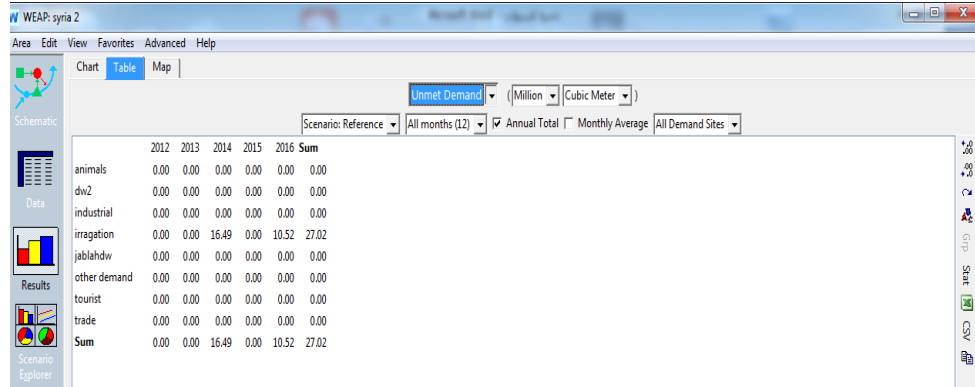 WEAP: syria 2
Area Edit View Favorites Advanced Help
Chart Table Map
Unmet Demand ( Million Cubic Meter )
Scenario: Reference All months (12) Annual Total Monthly Average All Demand Sites
2012 2013 2014 2015 2016 Sum
animals 0.00 0.00 0.00 0.00 0.00 0.00
dw2 0.00 0.00 0.00 0.00 0.00 0.00
industrial 0.00 0.00 0.00 0.00 0.00 0.00
irragation 0.00 0.00 16.49 0.00 10.52 27.02
jablahdw 0.00 0.00 0.00 0.00 0.00 0.00
other demand 0.00 0.00 0.00 0.00 0.00 0.00
tourist 0.00 0.00 0.00 0.00 0.00 0.00
trade 0.00 0.00 0.00 0.00 0.00 0.00
Sum 0.00 0.00 16.49 0.00 10.52 27.02
Schematic
Data
Results
Scenario
Explorer
Grp
Stat
CSV